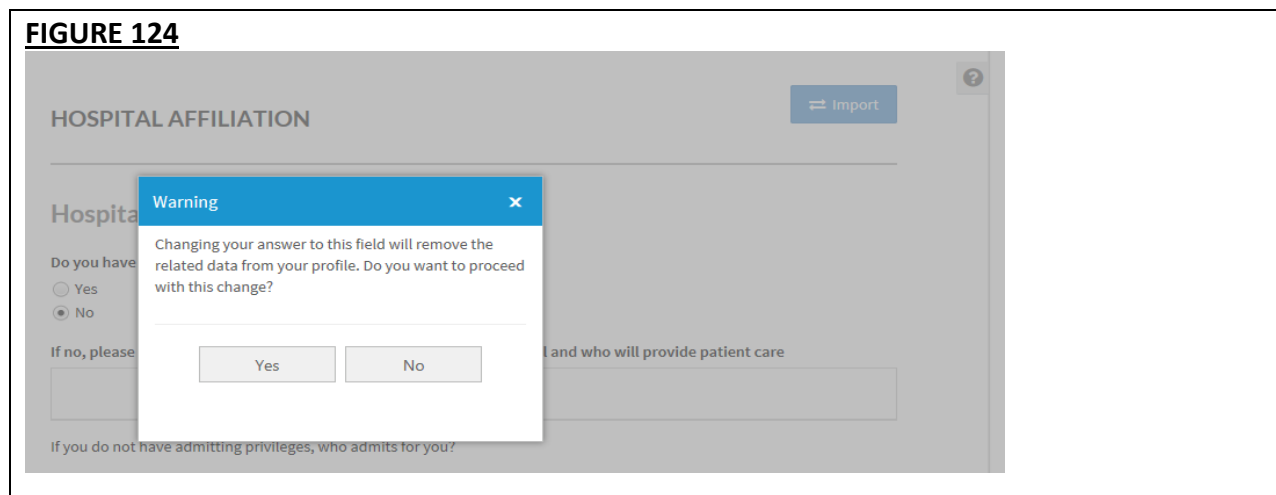 FIGURE 124
Import
HOSPITAL AFFILIATION
Warning
Hospita
Changing your answer to this field will remove the
related data from your profile. Do you want to proceed
with this change?
Do you have
Yes
No
Yes
No
If no, please
l and who will provide patient care
If you do not have admitting privileges, who admits for you?